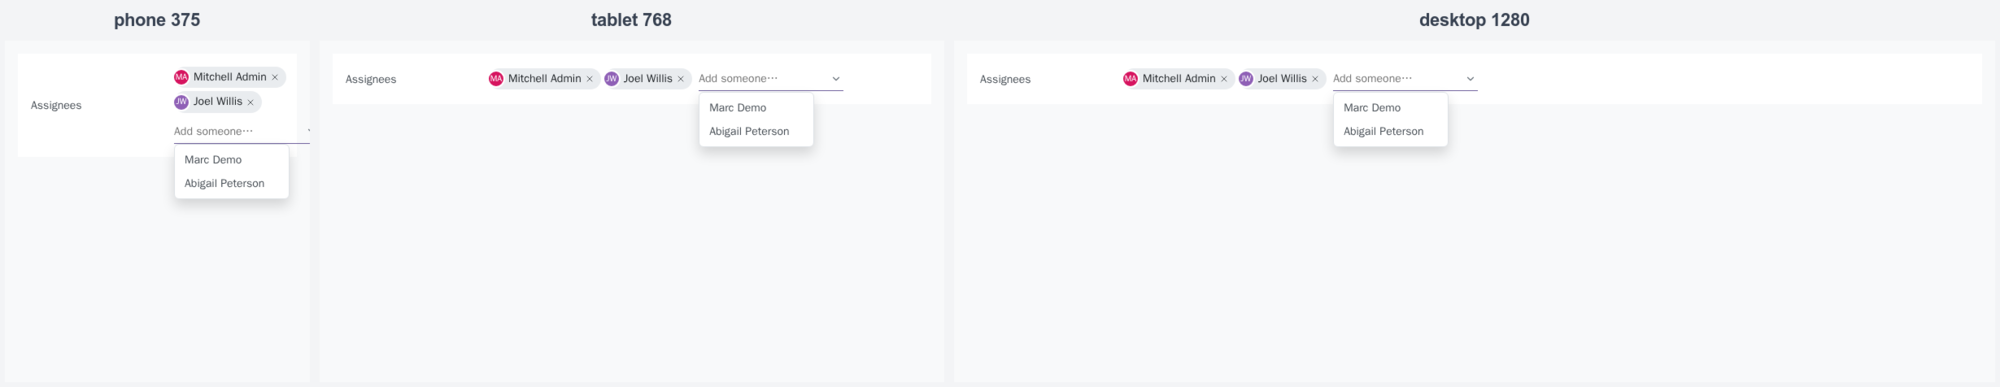 phone 375
Assignees
MA Mitchell Admin ×
JW Joel Willis ×
Add someone···
Marc Demo
Abigail Peterson
tablet 768
Assignees MA Mitchell Admin × JW Joel Willis × Add someone···
Marc Demo
Abigail Peterson
desktop 1280
Assignees MA Mitchell Admin × JW Joel Willis × Add someone···
Marc Demo
Abigail Peterson